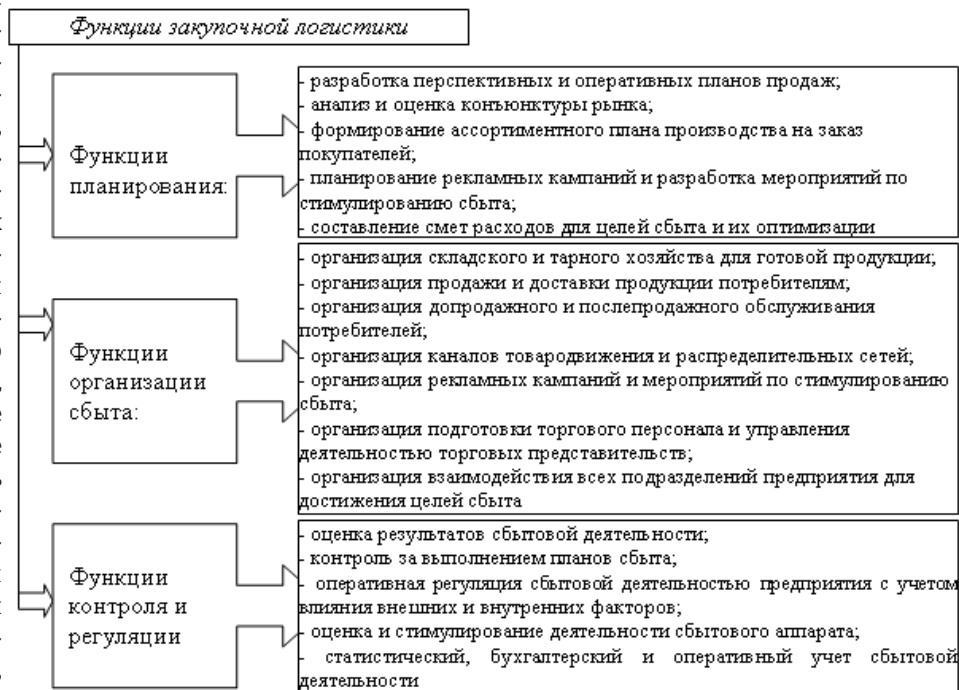 Функции закупочной логистики
Функции
планирования:
- разработка перспективных и оперативных планов продаж;
- анализ и оценка конъюнктуры рынка;
- формирование ассортиментного плана производства на заказ
покупателей;
- планирование рекламных кампаний и разработка мероприятий по
стимулированию сбыта;
- составление смет расходов для целей сбыта и их оптимизации
Функции
организации
сбыта:
- организация складского и тарного хозяйства для готовой продукции;
- организация продажи и доставки продукции потребителям;
- организация допродажного и послепродажного обслуживания
потребителей;
- организация каналов товародвижения и распределительных сетей;
- организация рекламных кампаний и мероприятий по стимулированию
сбыта;
- организация подготовки торгового персонала и управления
деятельностью торговых представительств;
- организация взаимодействия всех подразделений предприятия для
достижения целей сбыта
Функции
контроля и
регуляции
- оценка результатов сбытовой деятельности;
- контроль за выполнением планов сбыта;
- оперативная регуляция сбытовой деятельностью предприятия с учетом
влияния внешних и внутренних факторов;
- оценка и стимулирование деятельности сбытового аппарата;
- статистический, бухгалтерский и оперативный учет сбытовой
деятельности